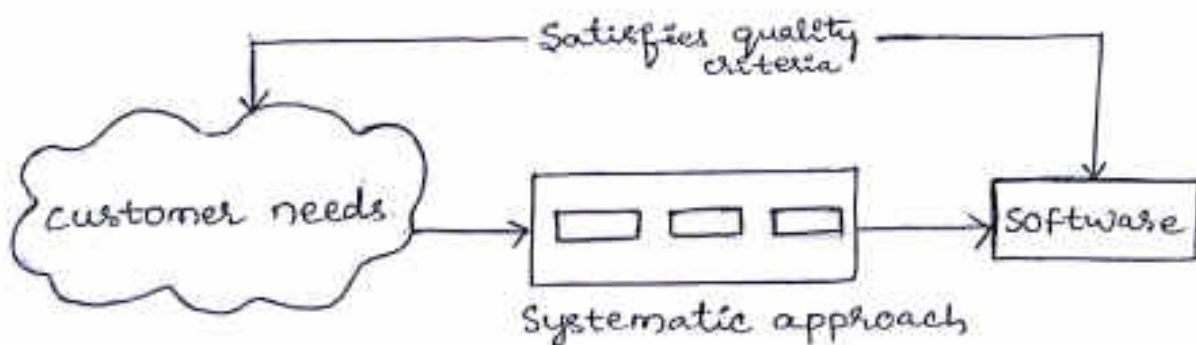 Satisfies quality
criteria
customer needs
software
Systematic approach